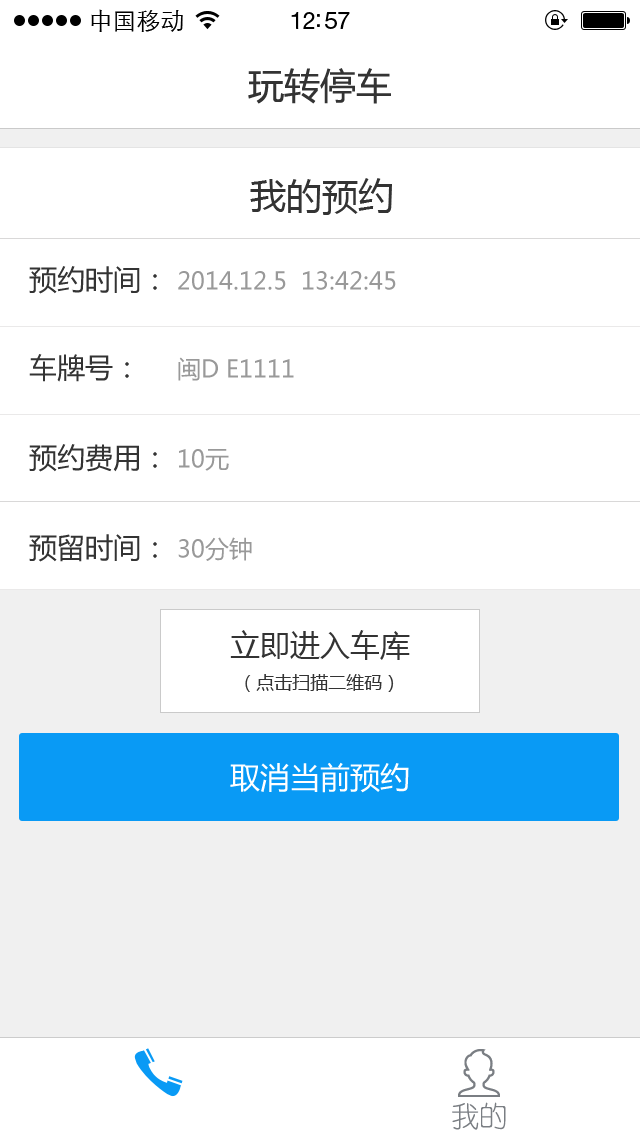 中国移动 12:57
玩转停车
我的预约
预约时间： 2014.12.5 13:42:45
车牌号： 闽D E1111
预约费用： 10元
预留时间： 30分钟
立即进入车库
（点击扫描二维码）
取消当前预约
我的